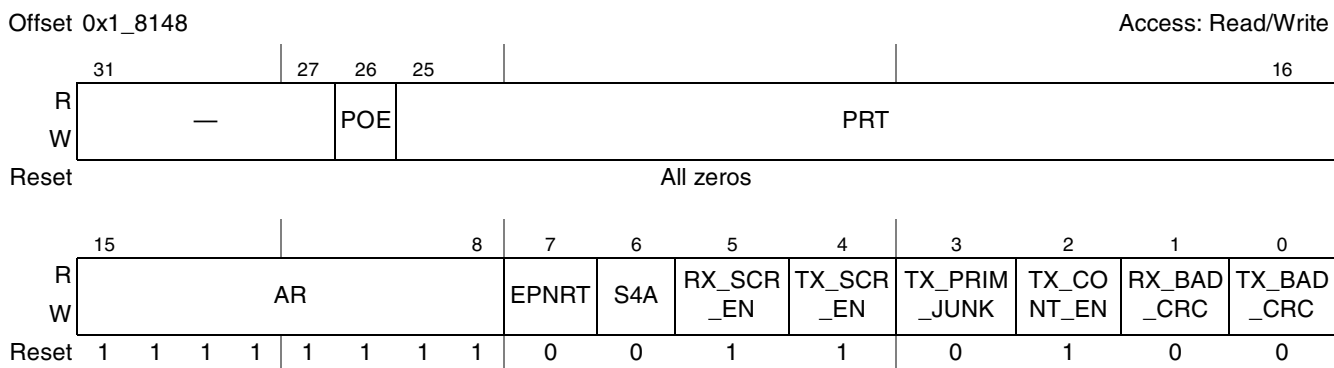 Offset 0x1_8148 Access: Read/Write
31 27 26 25 16
R
W
— POE PRT
Reset All zeros
15 8 7 6 5 4 3 2 1 0
R
W
AR EPNRT S4A RX_SCR TX_SCR TX_PRIM TX_CO RX_BAD TX_BAD
_EN _EN _JUNK NT_EN _CRC _CRC
Reset 1 1 1 1 1 1 1 1 0 0 1 1 0 1 0 0